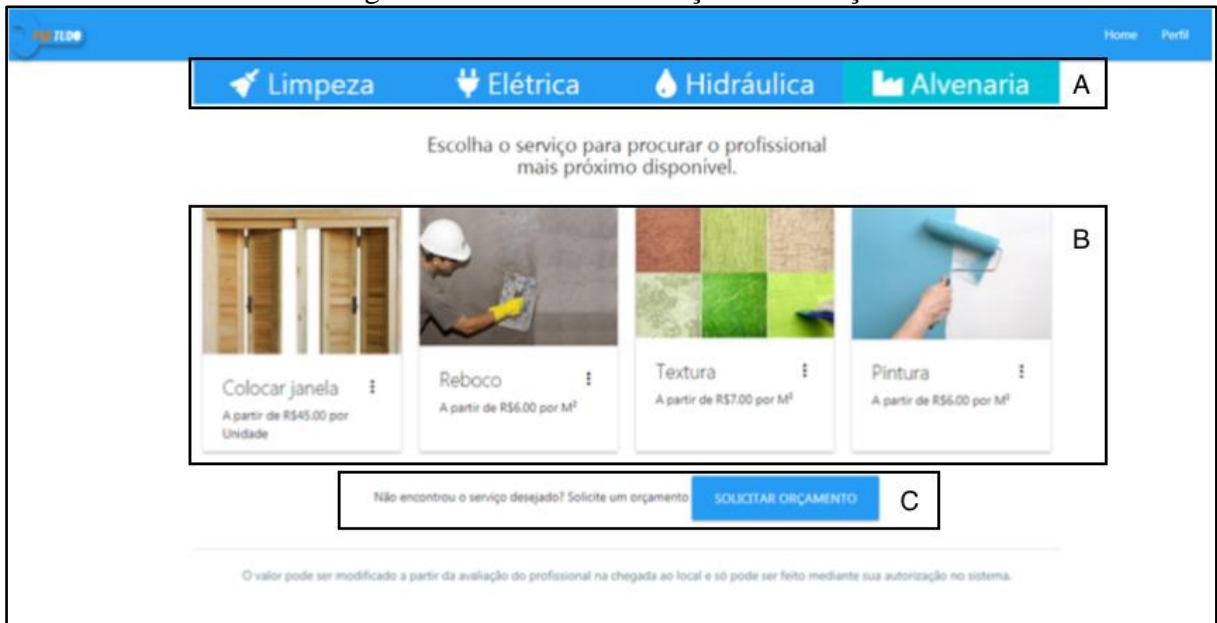 TUDO
Home Perfil
Limpeza Elétrica Hidráulica Alvenaria A
Escolha o serviço para procurar o profissional
mais próximo disponível.
B
Colocar janela Reboco Textura Pintura
A partir de R$45.00 por Unidade
A partir de R$6.00 por M²
A partir de R$7.00 por M²
A partir de R$6.00 por M²
Não encontrou o serviço desejado? Solicite um orçamento SOLICITAR ORÇAMENTO C
O valor pode ser modificado a partir da avaliação do profissional na chegada ao local e só pode ser feito mediante sua autorização no sistema.